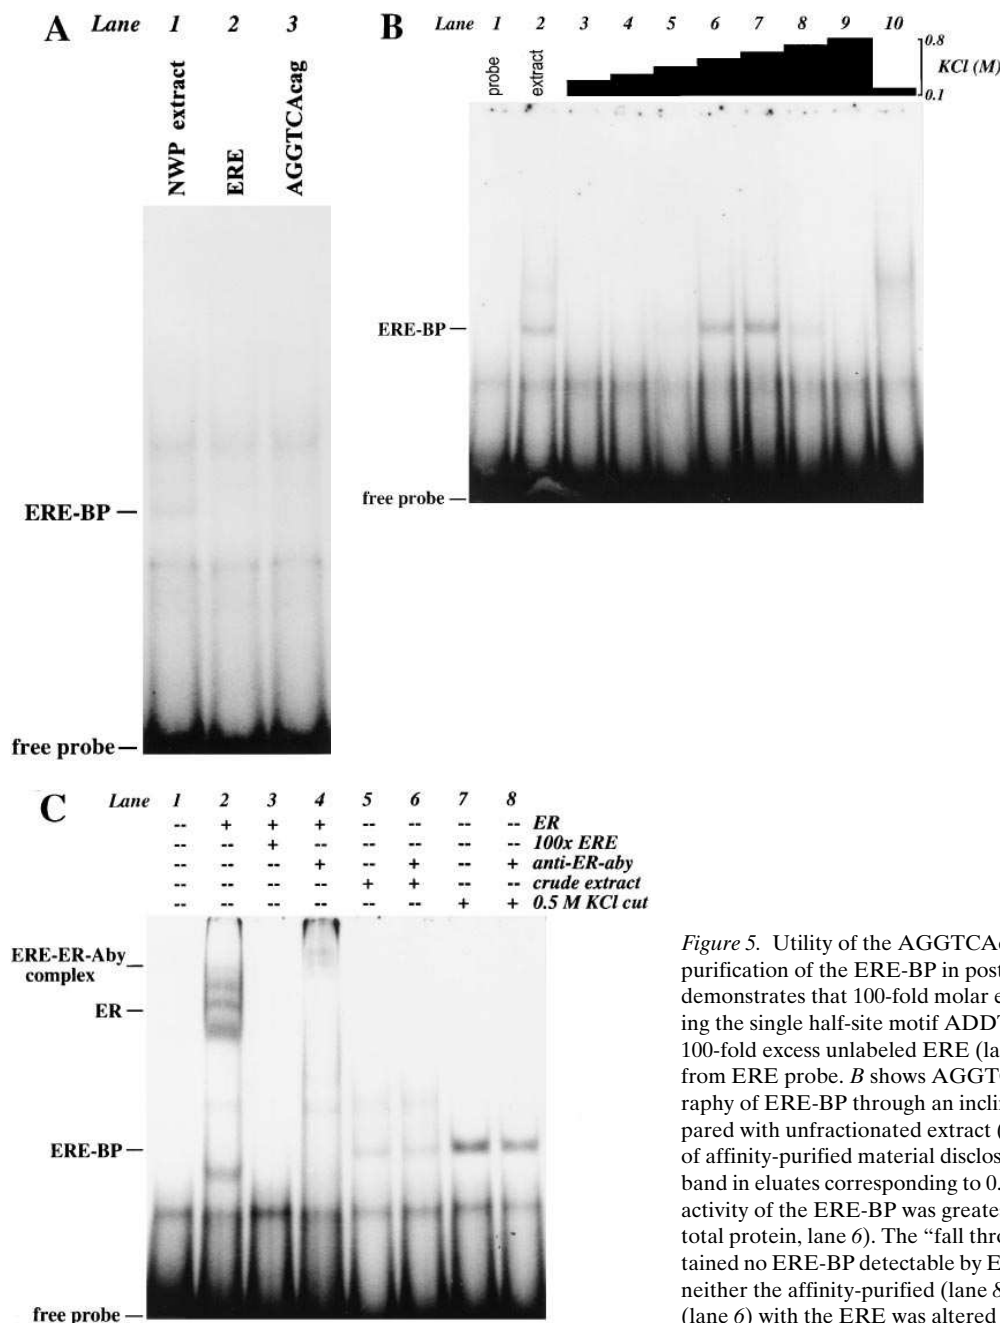 A Lane 1 2 3
NWP extract
ERE
AGGTCAcag
ERE-BP
free probe
B Lane 1 2 3 4 5 6 7 8 9 10
probe
extract
0.8
KCl (M)
0.1
ERE-BP
free probe
C Lane 1 2 3 4 5 6 7 8
-- + + + -- -- -- -- ER
-- -- + -- -- -- -- -- 100x ERE
-- -- -- + -- + -- + anti-ER-aby
-- -- -- -- + + -- -- crude extract
-- -- -- -- -- -- + + 0.5 M KCl cut
ERE-ER-Aby
complex
ER
ERE-BP
free probe
Figure 5. Utility of the AGGTCAc
purification of the ERE-BP in post
demonstrates that 100-fold molar e
ing the single half-site motif ADDT
100-fold excess unlabeled ERE (la
from ERE probe. B shows AGGT
raphy of ERE-BP through an inclin
pared with unfractionated extract (
of affinity-purified material disclos
band in eluates corresponding to 0.
activity of the ERE-BP was greate
total protein, lane 6). The “fall thro
tained no ERE-BP detectable by E
neither the affinity-purified (lane 8
(lane 6) with the ERE was altered